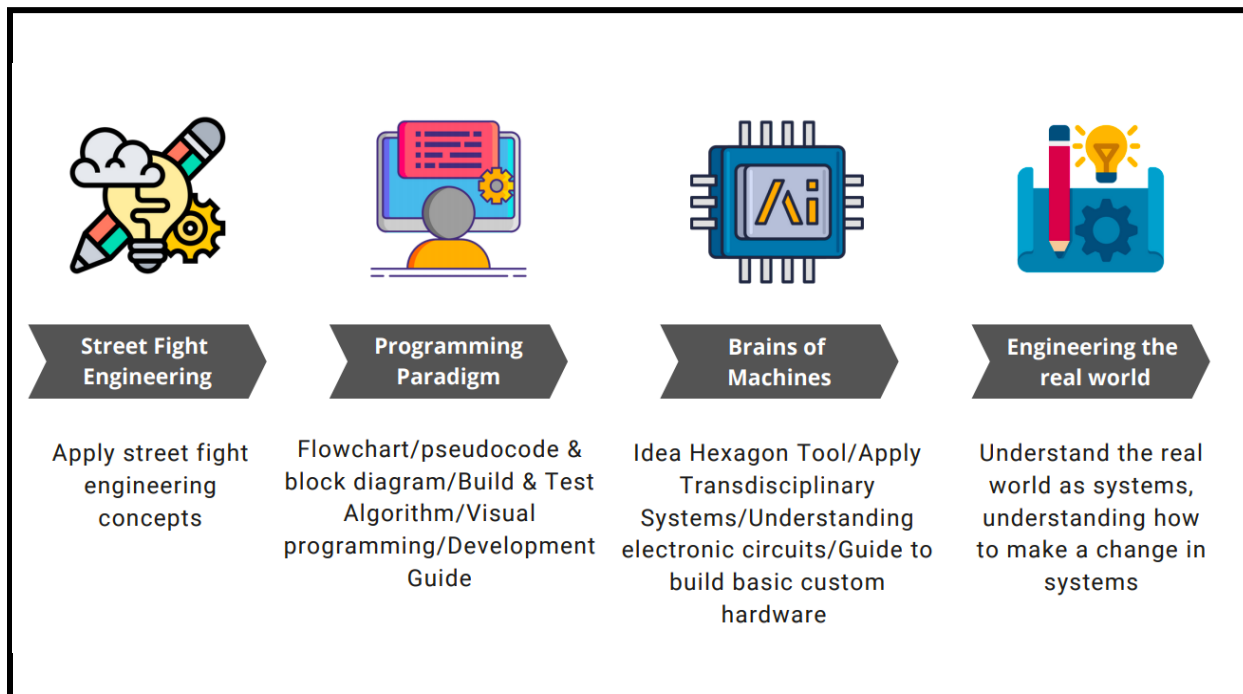 Ai
Street Fight
Engineering
Programming
Paradigm
Brains of
Machines
Engineering the
real world
Apply street fight
engineering
concepts
Flowchart/pseudocode &
block diagram/Build & Test
Algorithm/Visual
programming/Development
Guide
Idea Hexagon Tool/Apply
Transdisciplinary
Systems/Understanding
electronic circuits/Guide to
build basic custom
hardware
Understand the real
world as systems,
understanding how
to make a change in
systems